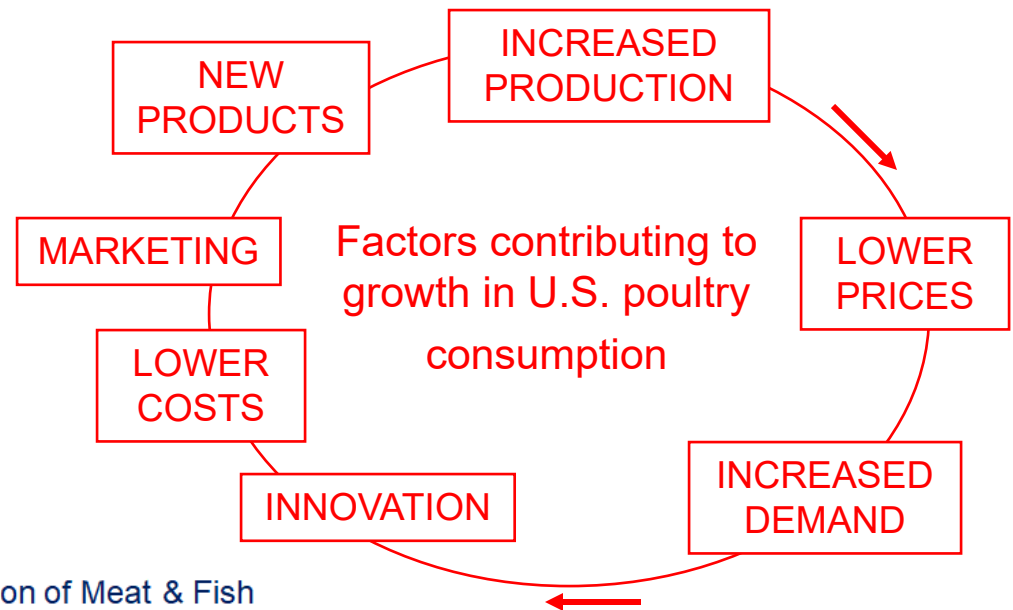 INCREASED
PRODUCTION
NEW
PRODUCTS
MARKETING
Factors contributing to
growth in U.S. poultry
consumption
LOWER
PRICES
LOWER
COSTS
INNOVATION
INCREASED
DEMAND
on of Meat & Fish